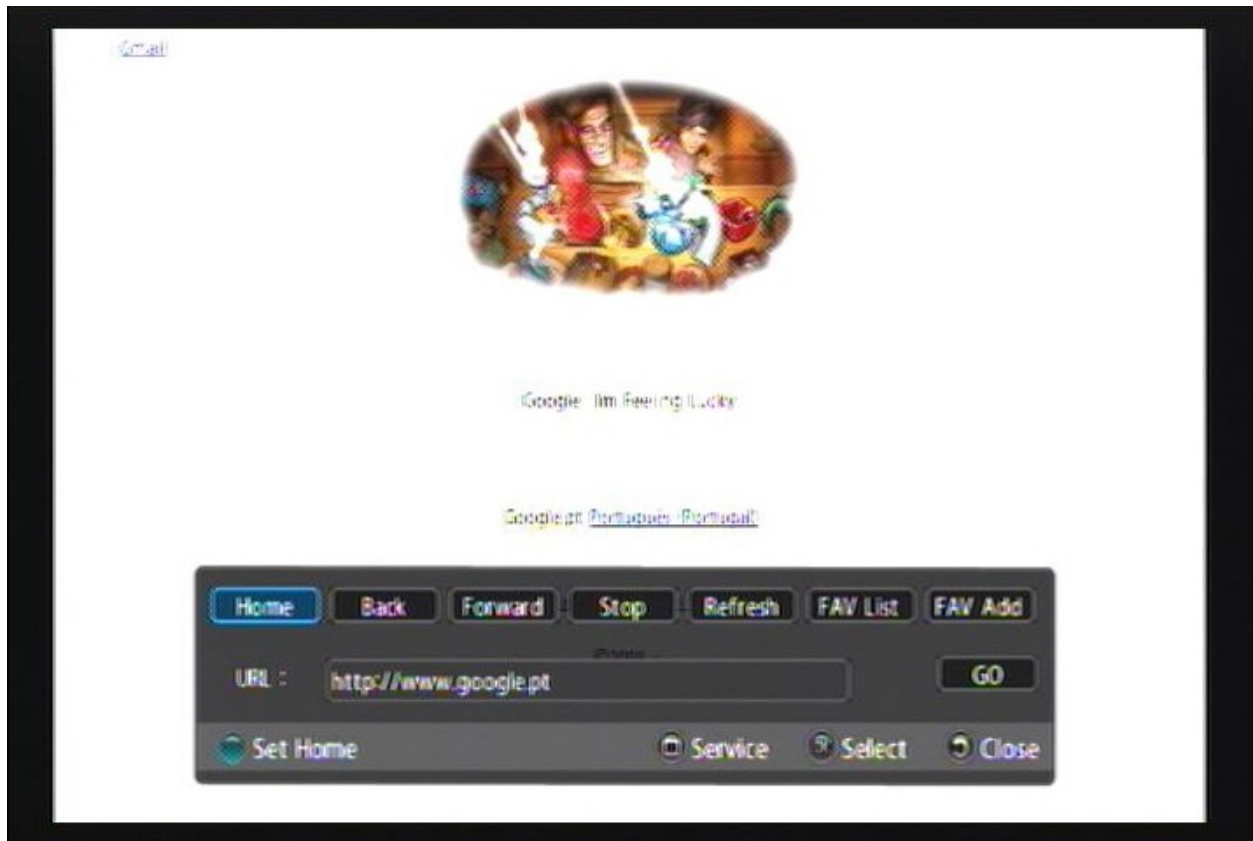 Gmail
Google I'm Feeling Lucky
Google.pt Português (Portugal)
Home Back Forward Stop Refresh FAV List FAV Add
URL : http://www.google.pt GO
Set Home Service Select Close